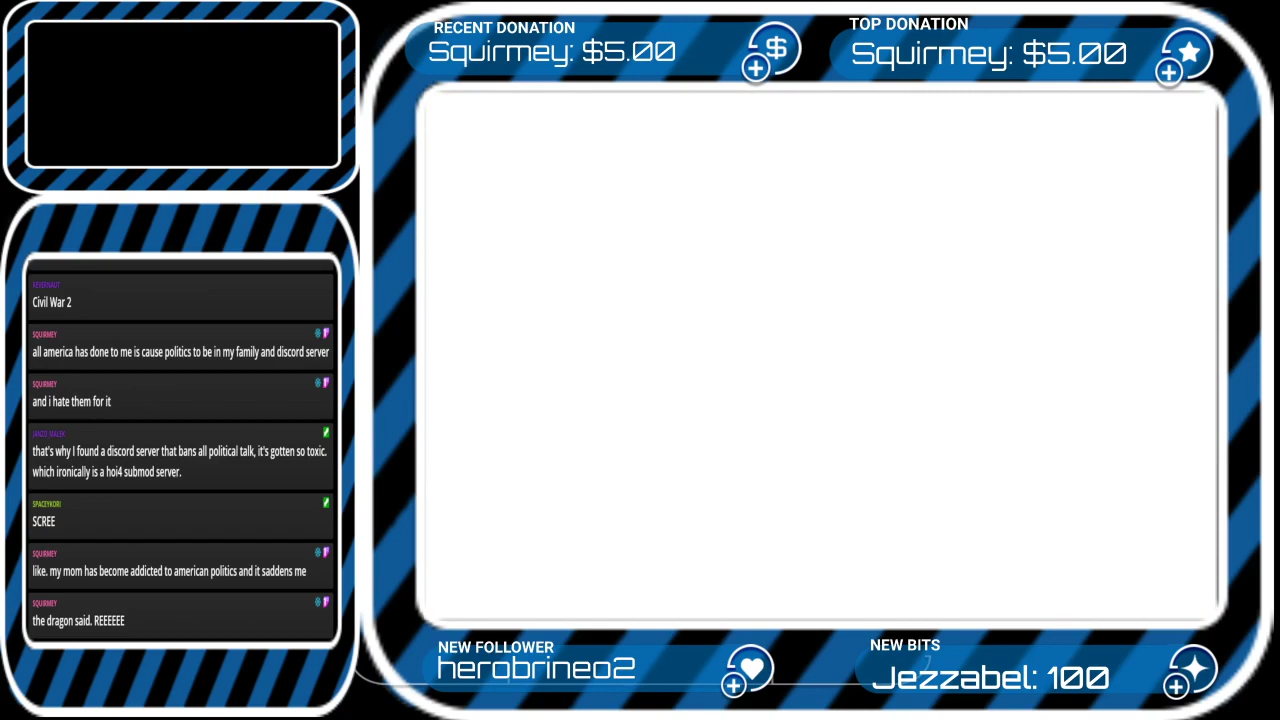 RECENT DONATION
Squirmey: $5.00
TOP DONATION
Squirmey: $5.00
REVERNAUT
Civil War 2
SQUIRMEY
all america has done to me is cause politics to be in my family and discord server
SQUIRMEY
and i hate them for it
JANZO MALEK
that's why I found a discord server that bans all political talk, it's gotten so toxic.
which ironically is a hoi4 submod server.
SPACEYKORI
SCREE
SQUIRMEY
like. my mom has become addicted to american politics and it saddens me
SQUIRMEY
the dragon said. REEEEEE
NEW FOLLOWER
herobrineo2
NEW BITS
Jezzabel: 100